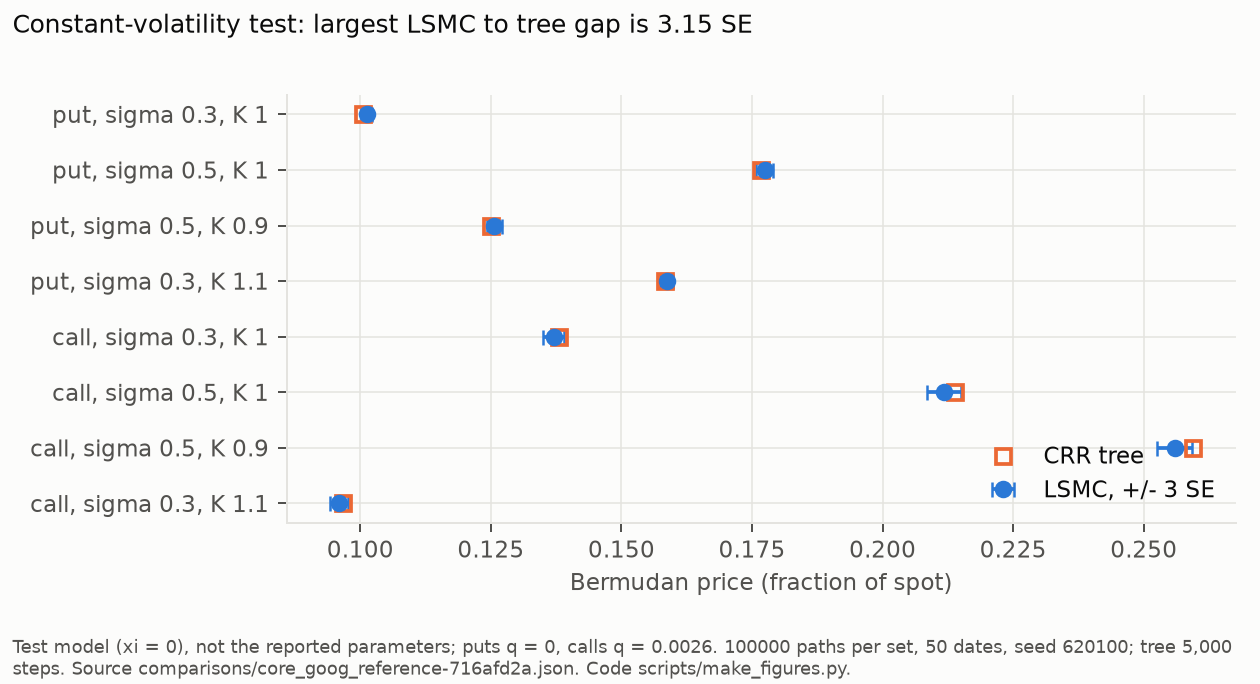 Constant-volatility test: largest LSMC to tree gap is 3.15 SE
put, sigma 0.3, K 1
put, sigma 0.5, K 1
put, sigma 0.5, K 0.9
put, sigma 0.3, K 1.1
call, sigma 0.3, K 1
call, sigma 0.5, K 1
call, sigma 0.5, K 0.9
call, sigma 0.3, K 1.1
CRR tree
LSMC, +/- 3 SE
0.100 0.125 0.150 0.175 0.200 0.225 0.250
Bermudan price (fraction of spot)
Test model (xi = 0), not the reported parameters; puts q = 0, calls q = 0.0026. 100000 paths per set, 50 dates, seed 620100; tree 5,000
steps. Source comparisons/core_goog_reference-716afd2a.json. Code scripts/make_figures.py.